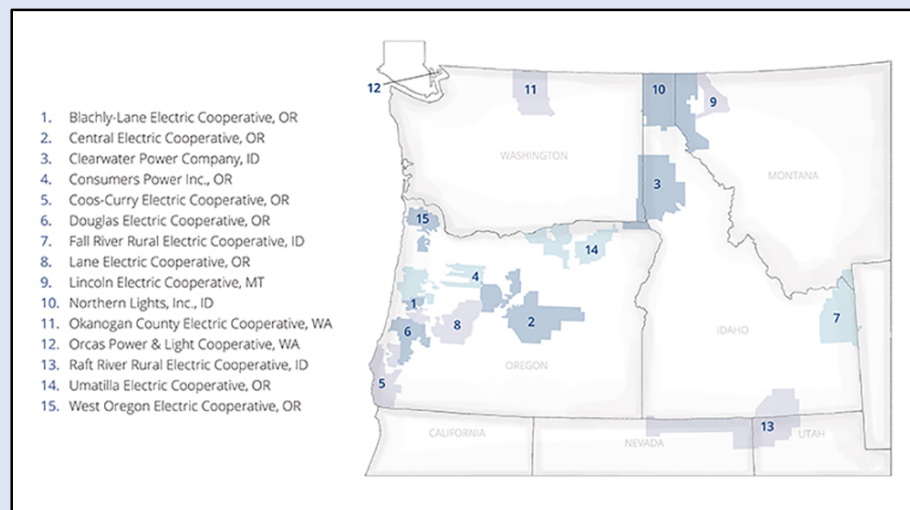 1. Blachly-Lane Electric Cooperative, OR
2. Central Electric Cooperative, OR
3. Clearwater Power Company, ID
4. Consumers Power Inc., OR
5. Coos-Curry Electric Cooperative, OR
6. Douglas Electric Cooperative, OR
7. Fall River Rural Electric Cooperative, ID
8. Lane Electric Cooperative, OR
9. Lincoln Electric Cooperative, MT
10. Northern Lights, Inc., ID
11. Okanogan County Electric Cooperative, WA
12. Orcas Power & Light Cooperative, WA
13. Raft River Rural Electric Cooperative, ID
14. Umatilla Electric Cooperative, OR
15. West Oregon Electric Cooperative, OR
12
11
10
9
WASHINGTON
MONTANA
3
15
14
4
1
6
8
2
IDAHO
7
OREGON
5
13
CALIFORNIA
NEVADA
UTAH